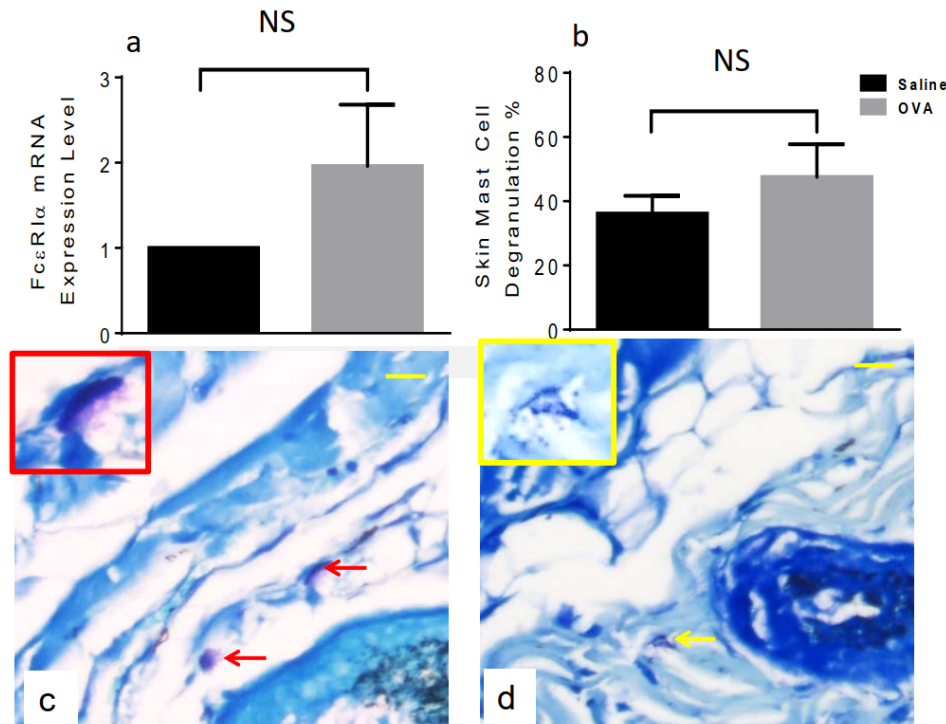 a
NS
FcεRIα mRNA
Expression Level
3
2
1
0
b
NS
Skin Mast Cell
Degranulation %
80
60
40
20
0
Saline
OVA
c
d